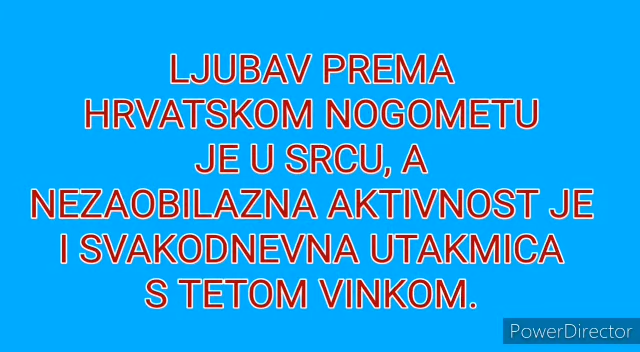 LJUBAV PREMA
HRVATSKOM NOGOMETU
JE U SRCU, A
NEZAOBILAZNA AKTIVNOST JE
I SVAKODNEVNA UTAKMICA
S TETOM VINKOM.
PowerDirector